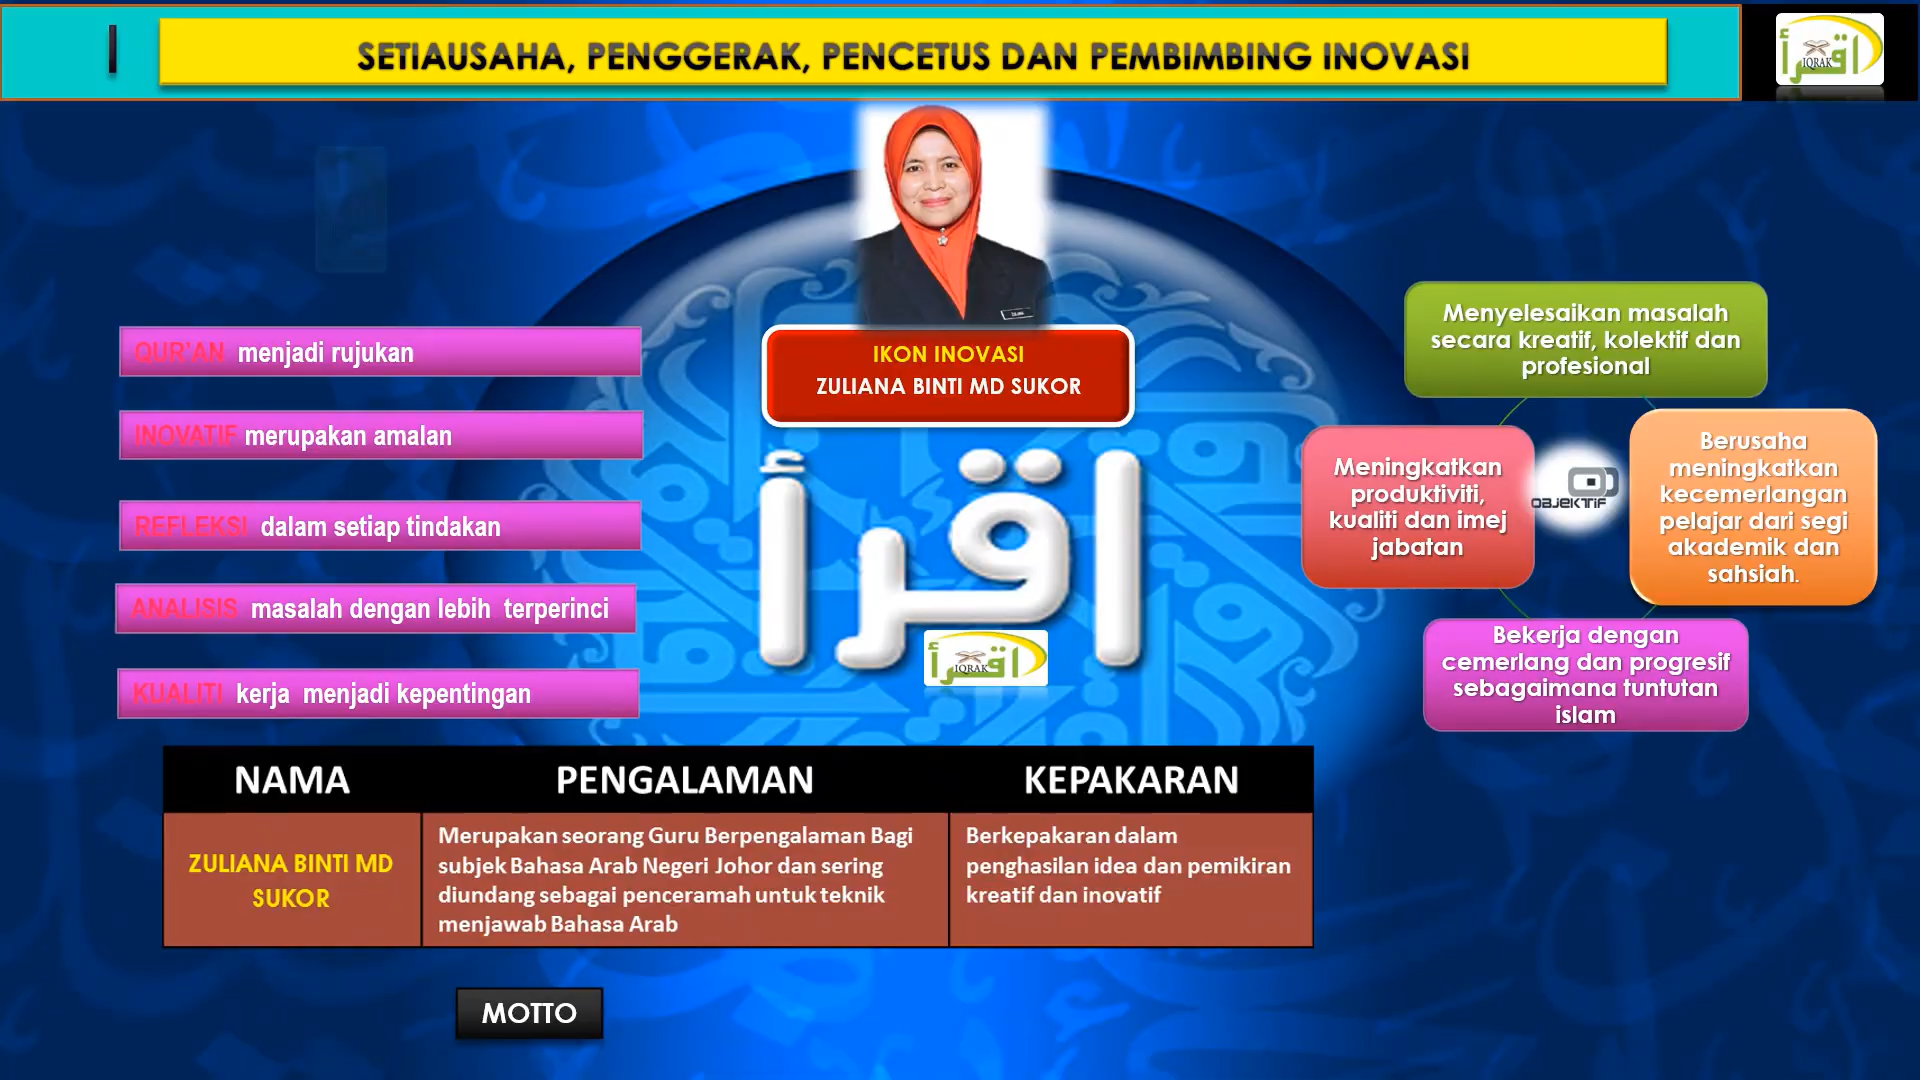 I
SETIAUSAHA, PENGGERAK, PENCETUS DAN PEMBIMBING INOVASI
اقرأ
IQRAK
QUR'AN menjadi rujukan
INOVATIF merupakan amalan
REFLEKSI dalam setiap tindakan
ANALISIS masalah dengan lebih terperinci
KUALITI kerja menjadi kepentingan
IKON INOVASI
ZULIANA BINTI MD SUKOR
اقرأ
اقرأ
IQRAK
Menyelesaikan masalah
secara kreatif, kolektif dan
profesional
Meningkatkan
produktiviti,
kualiti dan imej
jabatan
OBJEKTIF
Berusaha
meningkatkan
kecemerlangan
pelajar dari segi
akademik dan
sahsiah.
Bekerja dengan
cemerlang dan progresif
sebagaimana tuntutan
islam
NAMA PENGALAMAN KEPAKARAN
ZULIANA BINTI MD
SUKOR
Merupakan seorang Guru Berpengalaman Bagi
subjek Bahasa Arab Negeri Johor dan sering
diundang sebagai penceramah untuk teknik
menjawab Bahasa Arab
Berkepakaran dalam
penghasilan idea dan pemikiran
kreatif dan inovatif
MOTTO